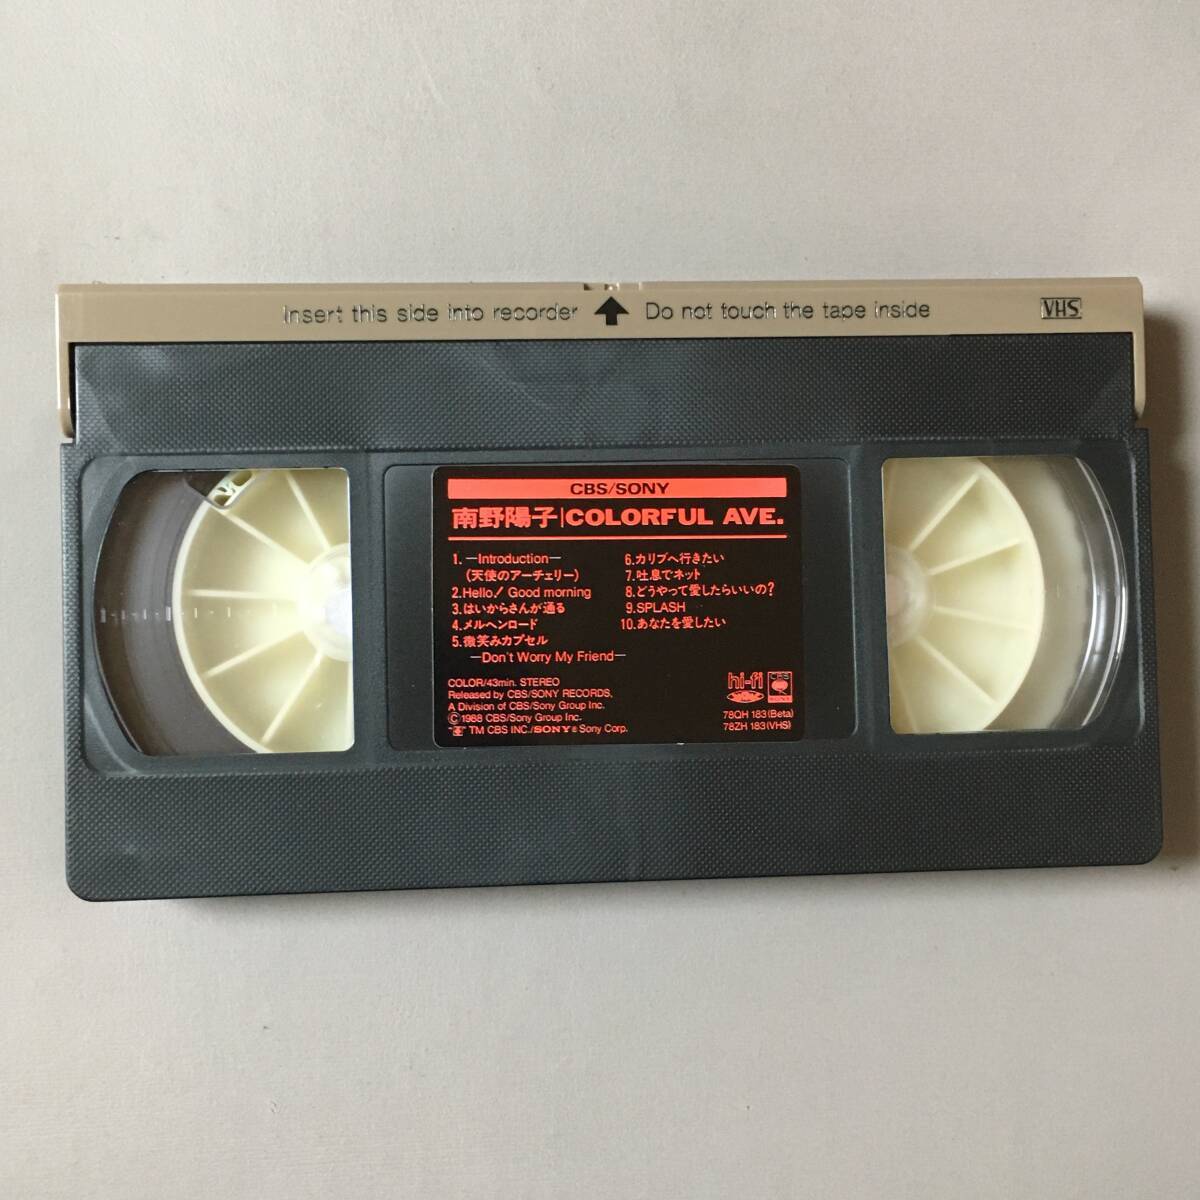 Insert this side into recorder Do not touch the tape inside VHS
CBS/SONY
南野陽子|COLORFUL AVE.
1. —Introduction—
(天使のアーチェリー)
2. Hello! Good morning
3. はいからさんが通る
4. メルヘンロード
5. 微笑みカプセル
—Don't Worry My Friend—
6. カリブへ行きたい
7. 吐息でネット
8. どうやって愛したらいいの?
9. SPLASH
10. あなたを愛したい
COLOR/43min. STEREO
Released by CBS/SONY RECORDS,
A Division of CBS/Sony Group Inc.
Ⓒ1988 CBS/Sony Group Inc.
TM CBS INC./SONY® Sony Corp.
hi-fi
CBS
SONY
78QH 183(Beta)
78ZH 183(VHS)